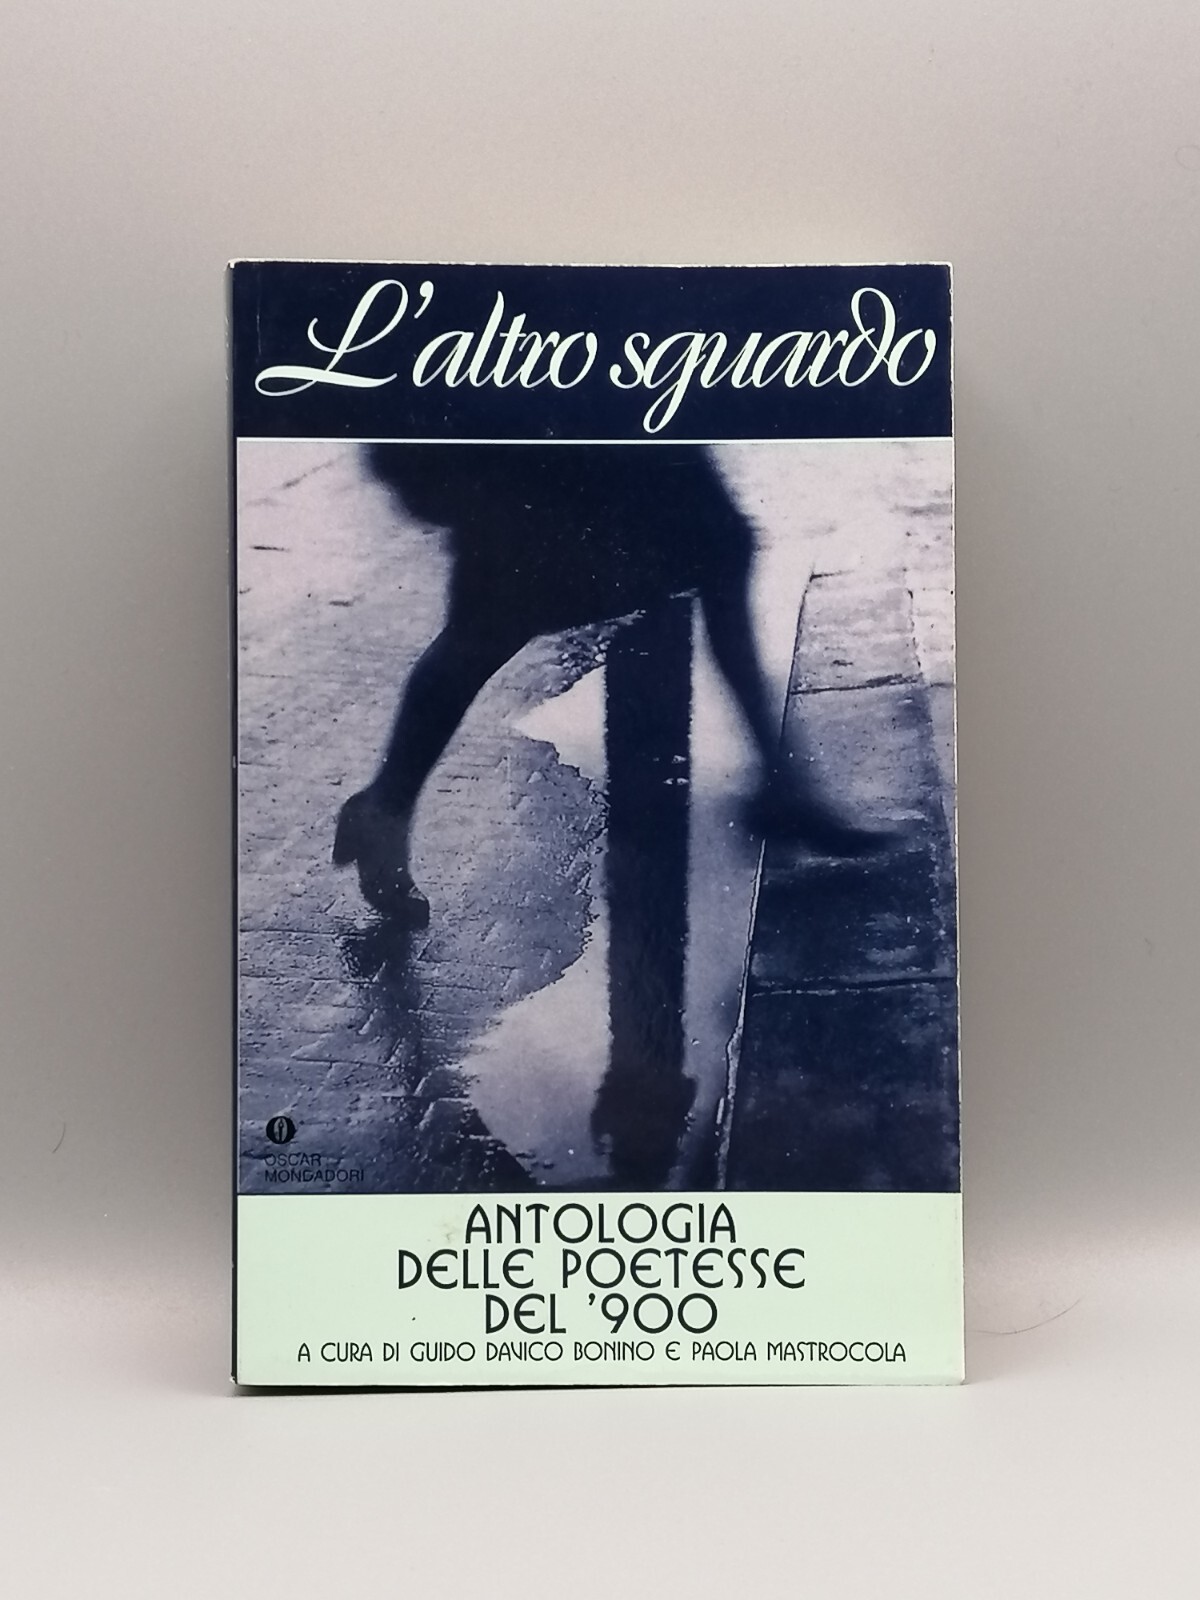 L'altro sguardo
OSCAR
MONDADORI
ANTOLOGIA
DELLE POETESSE
DEL '900
A CURA DI GUIDO DAVICO BONINO E PAOLA MASTROCOLA